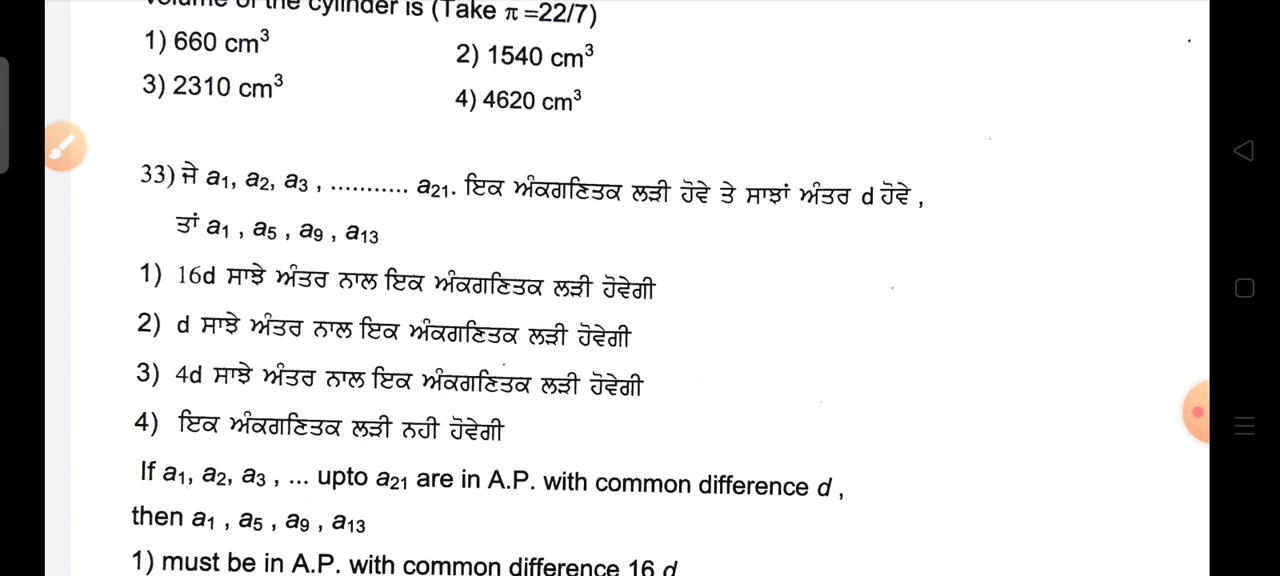 volume of the cylinder is (Take π =22/7)
1) 660 cm³
2) 1540 cm³
3) 2310 cm³
4) 4620 cm³
33) ਜੇ a₁, a₂, a₃ , ........... a₂₁. ਇਕ ਅੰਕਗਣਿਤਕ ਲੜੀ ਹੋਵੇ ਤੇ ਸਾਝਾਂ ਅੰਤਰ d ਹੋਵੇ ,
ਤਾਂ a₁ , a₅ , a₉ , a₁₃
1) 16d ਸਾਝੇ ਅੰਤਰ ਨਾਲ ਇਕ ਅੰਕਗਣਿਤਕ ਲੜੀ ਹੋਵੇਗੀ
2) d ਸਾਝੇ ਅੰਤਰ ਨਾਲ ਇਕ ਅੰਕਗਣਿਤਕ ਲੜੀ ਹੋਵੇਗੀ
3) 4d ਸਾਝੇ ਅੰਤਰ ਨਾਲ ਇਕ ਅੰਕਗਣਿਤਕ ਲੜੀ ਹੋਵੇਗੀ
4) ਇਕ ਅੰਕਗਣਿਤਕ ਲੜੀ ਨਹੀ ਹੋਵੇਗੀ
If a₁, a₂, a₃ , ... upto a₂₁ are in A.P. with common difference d ,
then a₁ , a₅ , a₉ , a₁₃
1) must be in A.P. with common difference 16 d